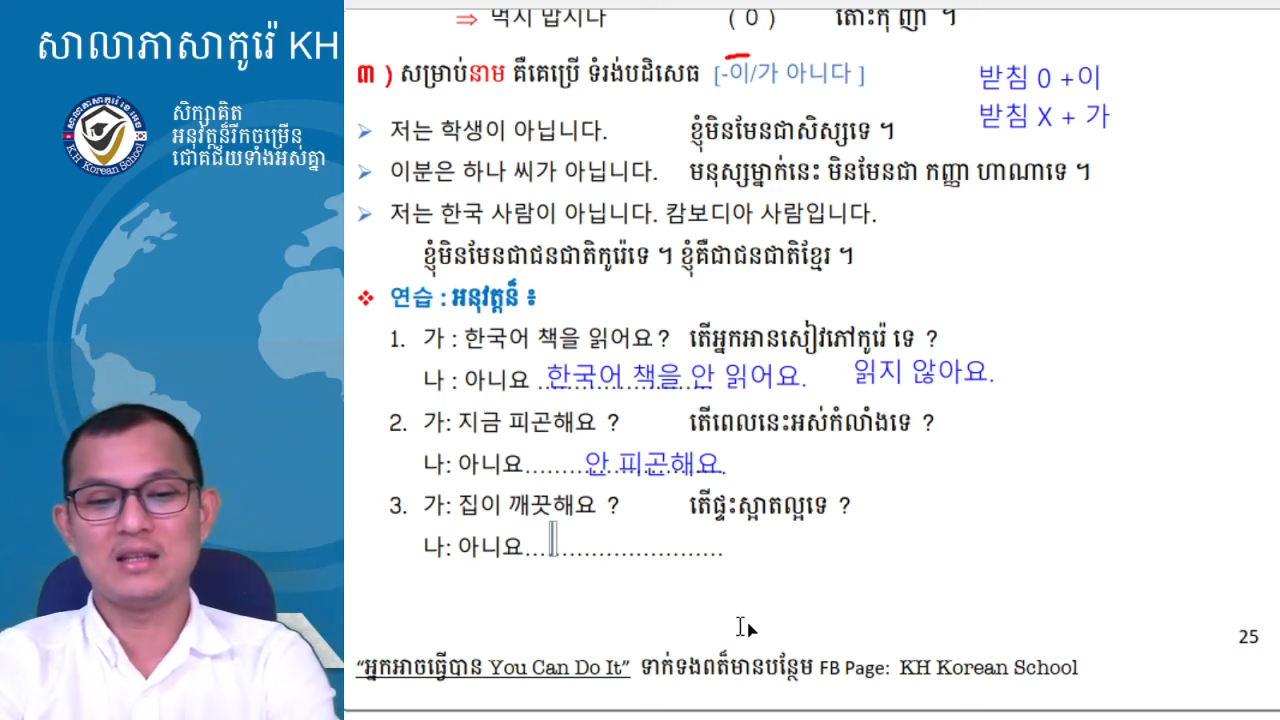 សាលាភាសាកូរ៉េ KH
សិក្សាគិត
អនុវត្តន៍រីកចម្រើន
ជោគជ័យទាំងអស់គ្នា
K.H Korean School
⇒ 먹지 맙시다 ( 0 ) តោះកុំ ញ៉ាំ ។
៣ ) សម្រាប់នាម គឺគេប្រើ ទំរង់បដិសេធ [-이/가 아니다 ]
받침 0 +이
받침 X + 가
➤ 저는 학생이 아닙니다. ខ្ញុំមិនមែនជាសិស្សទេ ។
➤ 이분은 하나 씨가 아닙니다. មនុស្សម្នាក់នេះ មិនមែនជា កញ្ញា ហាណាទេ ។
➤ 저는 한국 사람이 아닙니다. 캄보디아 사람입니다.
ខ្ញុំមិនមែនជាជនជាតិកូរ៉េទេ ។ ខ្ញុំគឺជាជនជាតិខ្មែរ ។
❖ 연습 : អនុវត្តន៍ ៖
1. 가 : 한국어 책을 읽어요 ? តើអ្នកអានសៀវភៅកូរ៉េ ទេ ?
나 : 아니요 한국어 책을 안 읽어요. 읽지 않아요.
2. 가: 지금 피곤해요 ? តើពេលនេះអស់កំលាំងទេ ?
나: 아니요....... 안 피곤해요.
3. 가: 집이 깨끗해요 ? តើផ្ទះស្អាតល្អទេ ?
나: 아니요...........................
25
“អ្នកអាចធ្វើបាន You Can Do It” ទាក់ទងពត៌មានបន្ថែម FB Page: KH Korean School